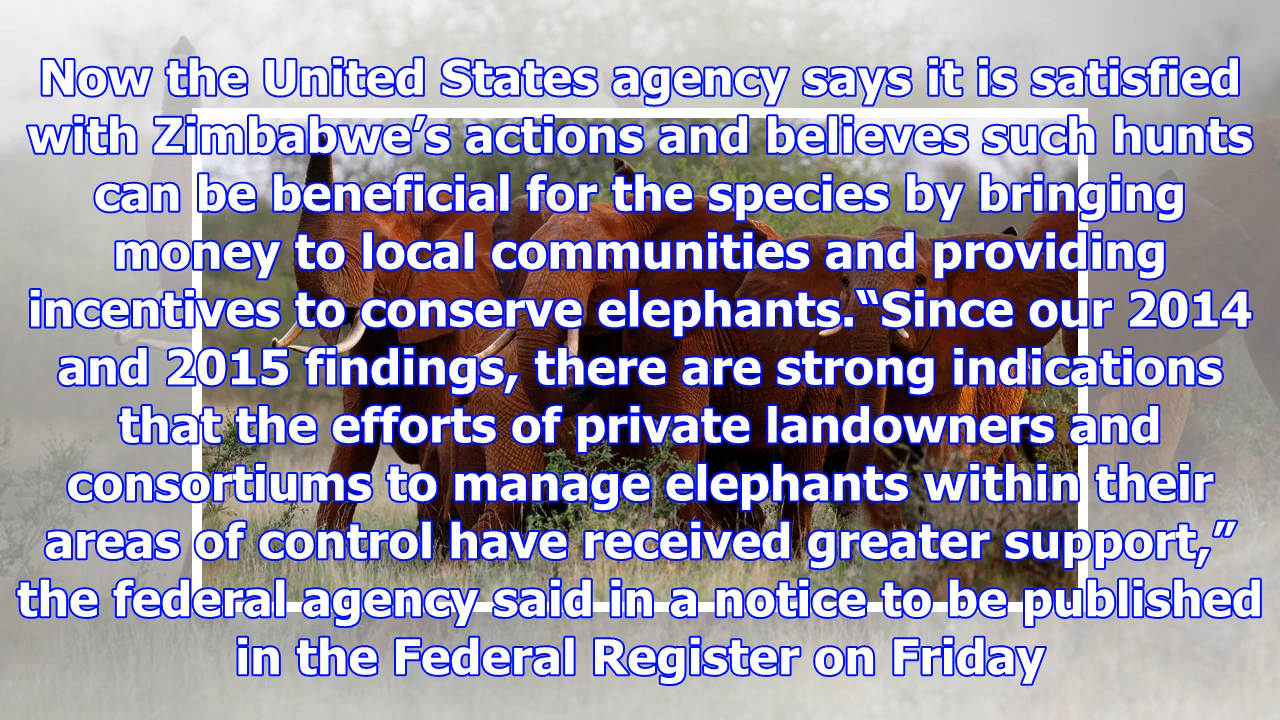 Now the United States agency says it is satisfied
with Zimbabwe’s actions and believes such hunts
can be beneficial for the species by bringing
money to local communities and providing
incentives to conserve elephants. “Since our 2014
and 2015 findings, there are strong indications
that the efforts of private landowners and
consortiums to manage elephants within their
areas of control have received greater support,”
the federal agency said in a notice to be published
in the Federal Register on Friday